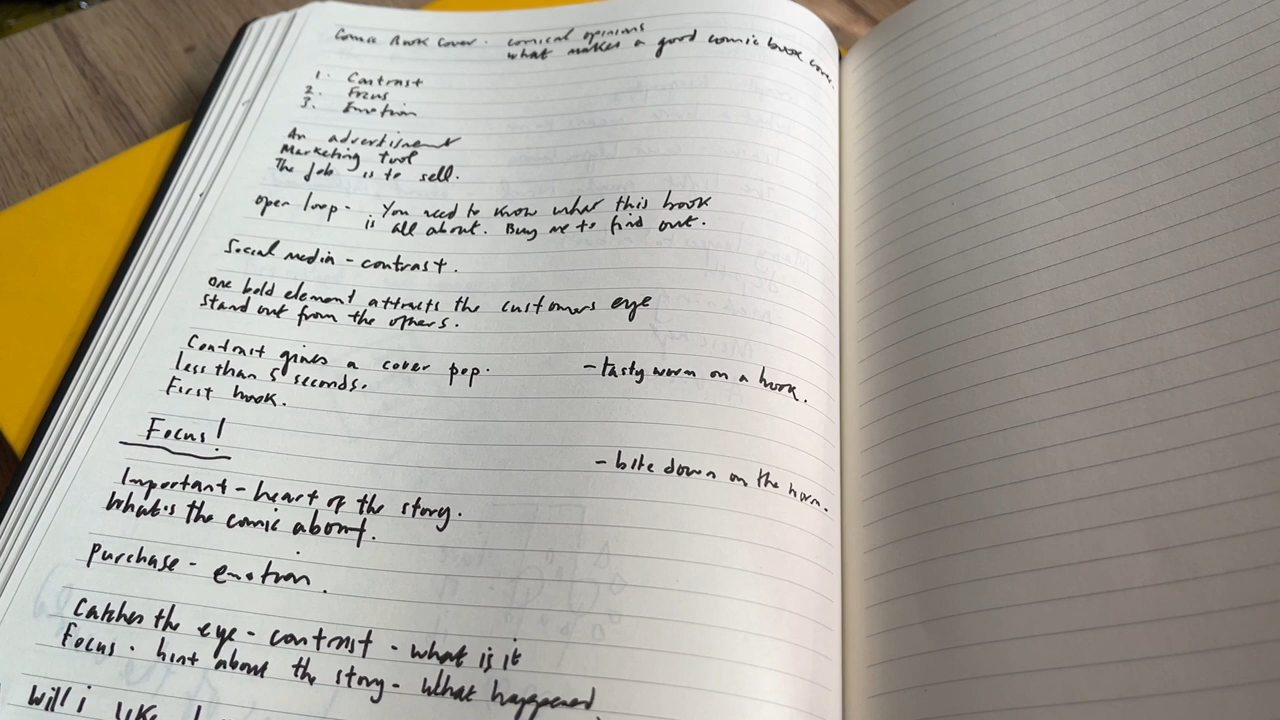 Comic Book Cover. comical opinions
what makes a good comic book cover.
1. Contrast
2. Focus
3. Emotion
An advertisment
Marketing tool
The Job is to sell.
open loop - You need to know what this book
is all about. Buy me to find out.
Social media - contrast.
one bold element attracts the customers eye
stand out from the others.
Contrast gives a cover pop. - tasty worm on a hook.
less than 5 seconds.
First hook.
Focus!
- bite down on the worm.
Important - heart of the story.
What's the comic about.
Purchase - emotion.
Catches the eye - contrast - what is it
Focus - hint about the story - What happened
Will i like